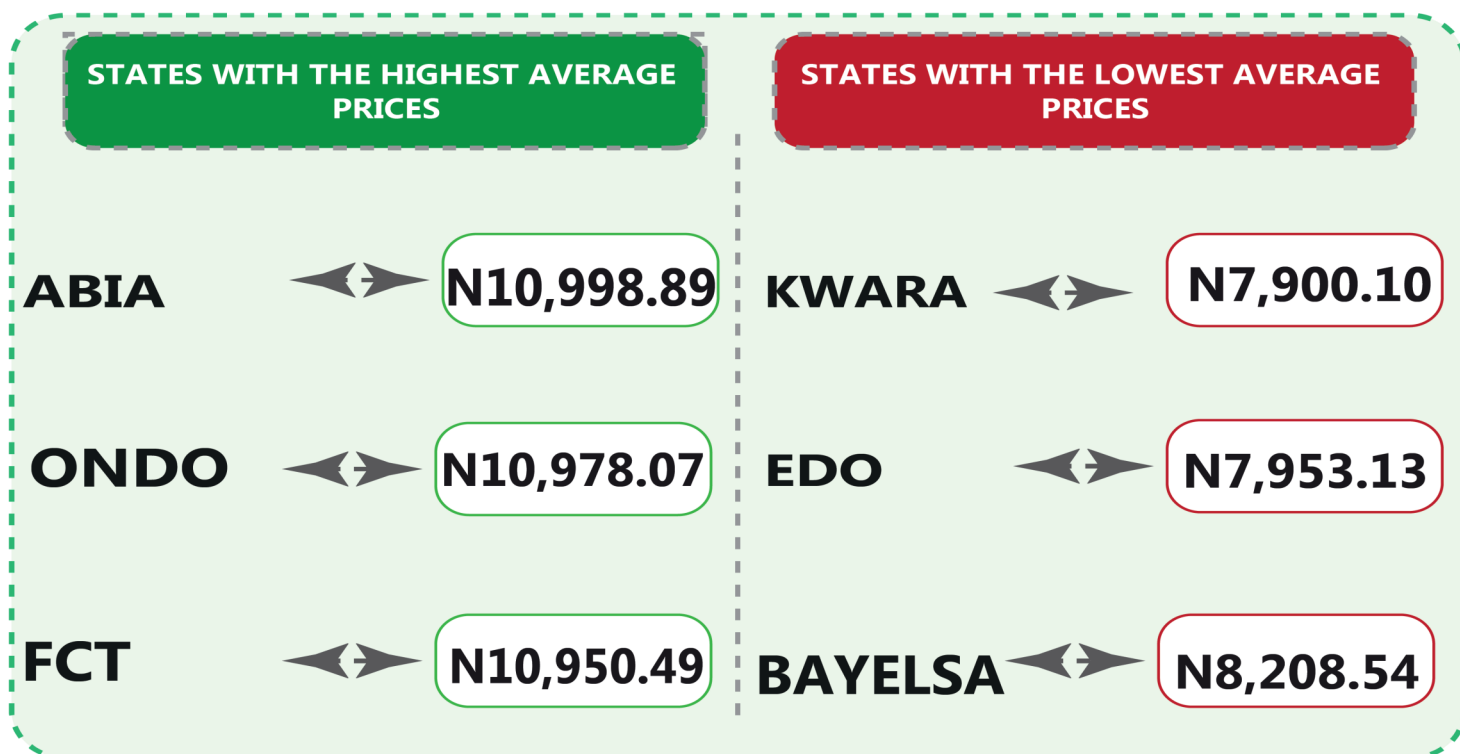 STATES WITH THE HIGHEST AVERAGE
PRICES
ABIA N10,998.89
ONDO N10,978.07
FCT N10,950.49
STATES WITH THE LOWEST AVERAGE
PRICES
KWARA N7,900.10
EDO N7,953.13
BAYELSA N8,208.54